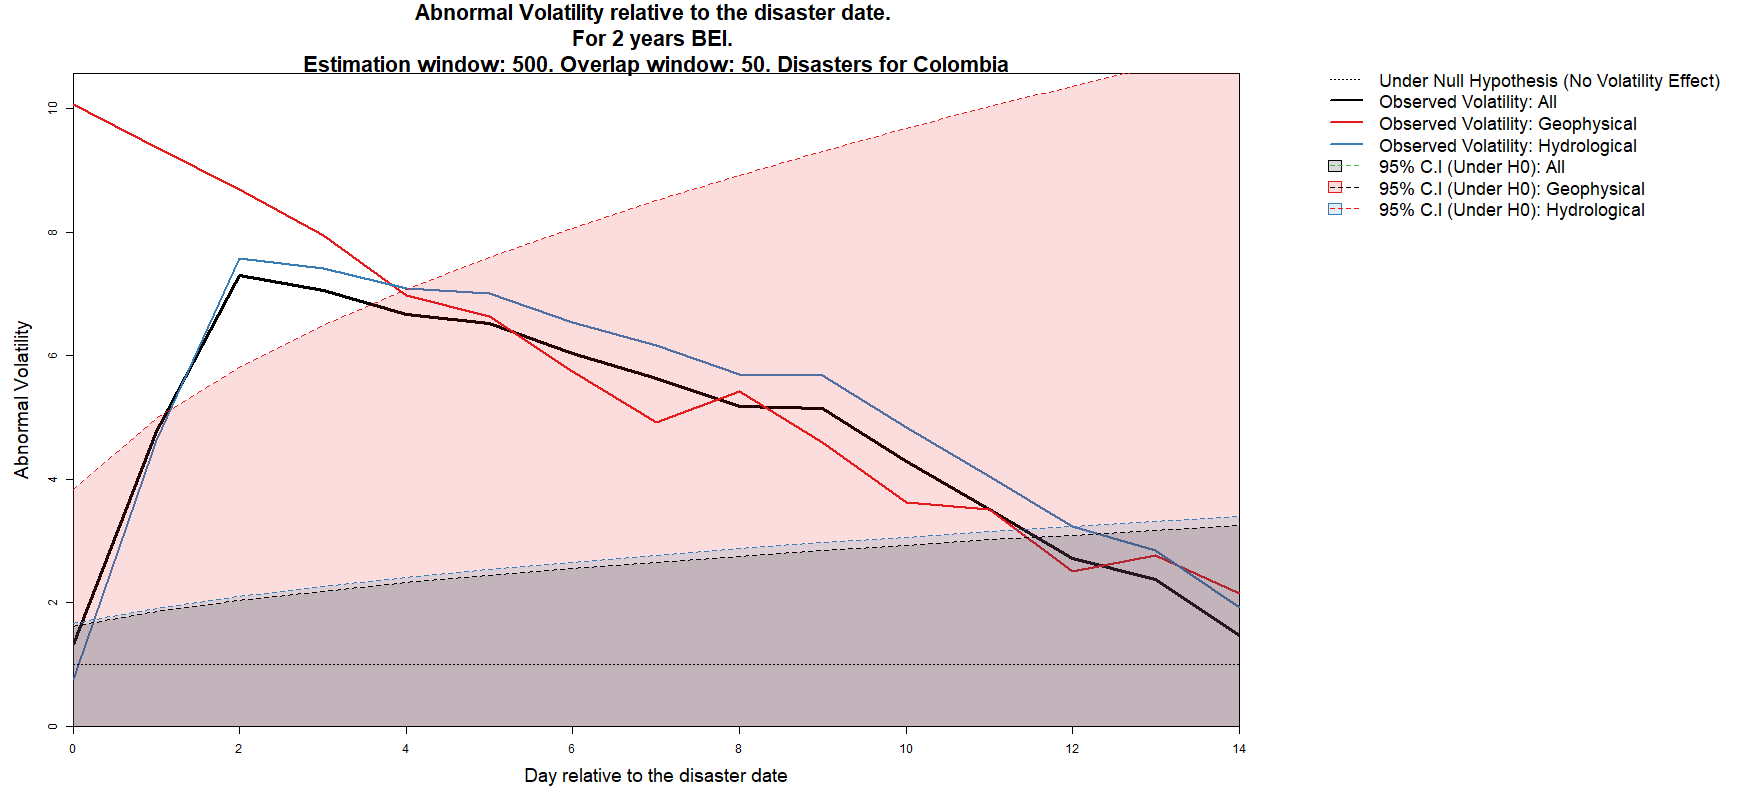 Abnormal Volatility relative to the disaster date.
For 2 years BEI.
Estimation window: 500. Overlap window: 50. Disasters for Colombia
Under Null Hypothesis (No Volatility Effect)
Observed Volatility: All
Observed Volatility: Geophysical
Observed Volatility: Hydrological
95% C.I (Under H0): All
95% C.I (Under H0): Geophysical
95% C.I (Under H0): Hydrological
Abnormal Volatility
10
8
6
4
2
0
0 2 4 6 8 10 12 14
Day relative to the disaster date